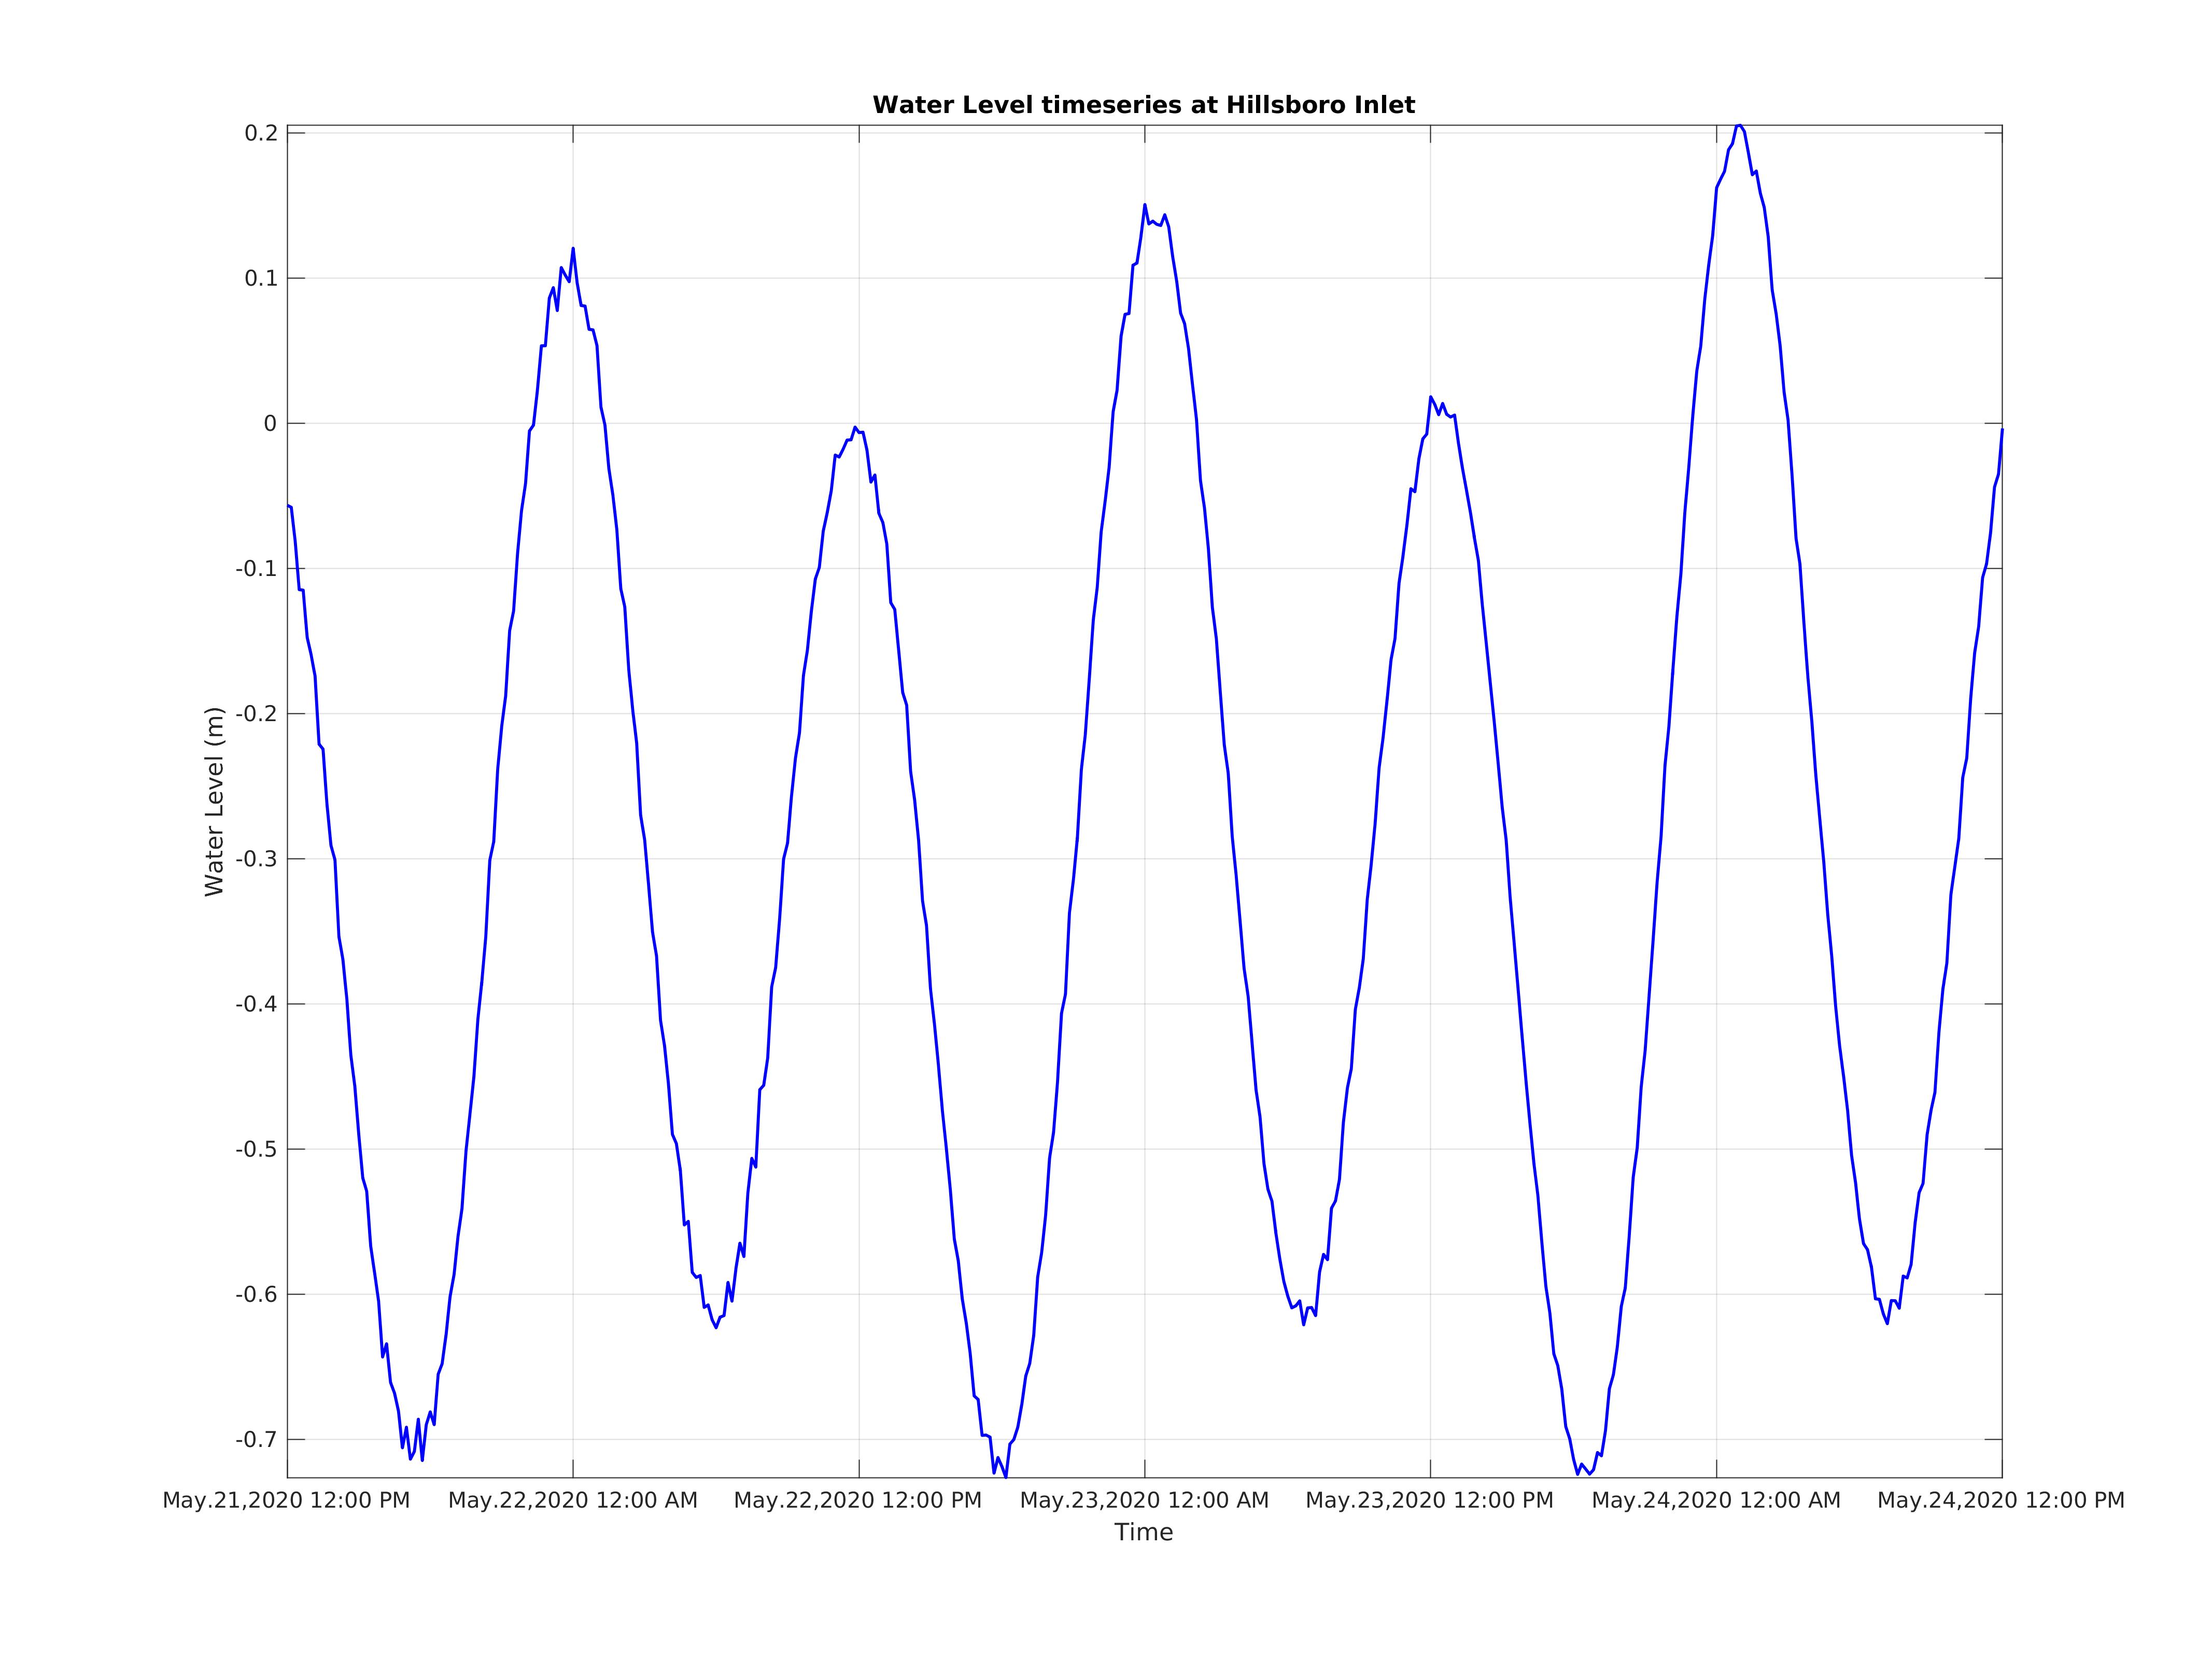 Water Level timeseries at Hillsboro Inlet
0.2
0.1
0
-0.1
-0.2
-0.3
-0.4
-0.5
-0.6
-0.7
Water Level (m)
May.21,2020 12:00 PM
May.22,2020 12:00 AM
May.22,2020 12:00 PM
May.23,2020 12:00 AM
May.23,2020 12:00 PM
May.24,2020 12:00 AM
May.24,2020 12:00 PM
Time